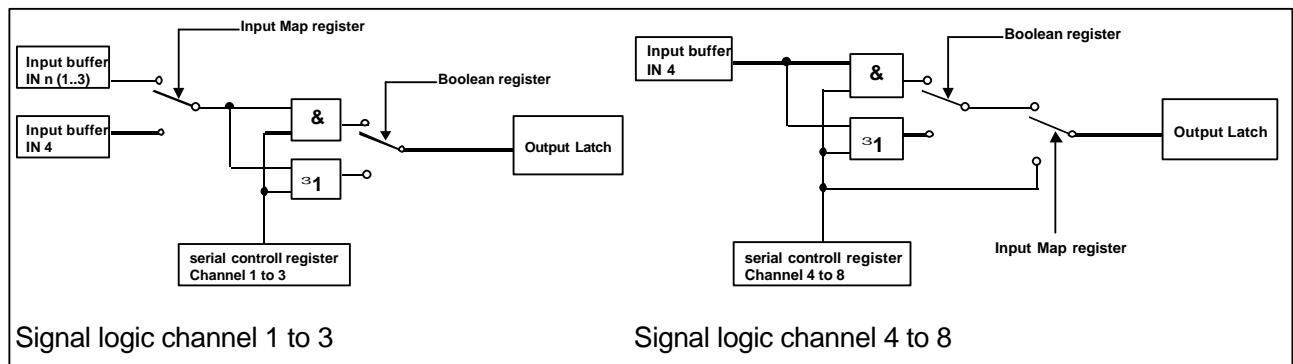 Input Map register
Input buffer
IN n (1..3)
Boolean register
&
Input buffer
IN 4
Output Latch
³1
serial controll register
Channel 1 to 3
Signal logic channel 1 to 3
Input buffer
IN 4
Boolean register
&
Output Latch
³1
serial controll register
Channel 4 to 8
Input Map register
Signal logic channel 4 to 8